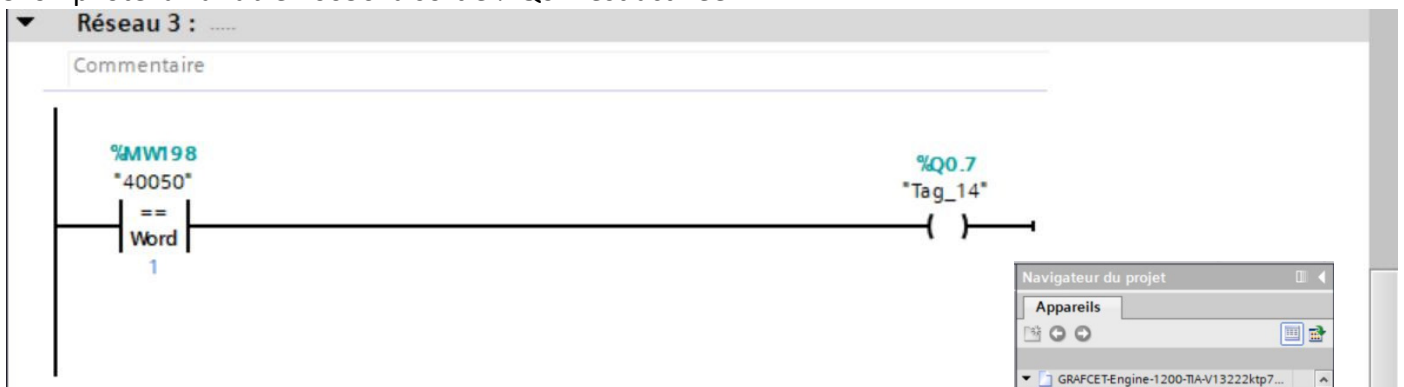 Réseau 3 : .....
Commentaire
%MW198
"40050"
==
Word
1
%Q0.7
"Tag_14"
( )
Navigateur du projet
Appareils
GRAFCET-Engine-1200-TIA-V13222ktp7...